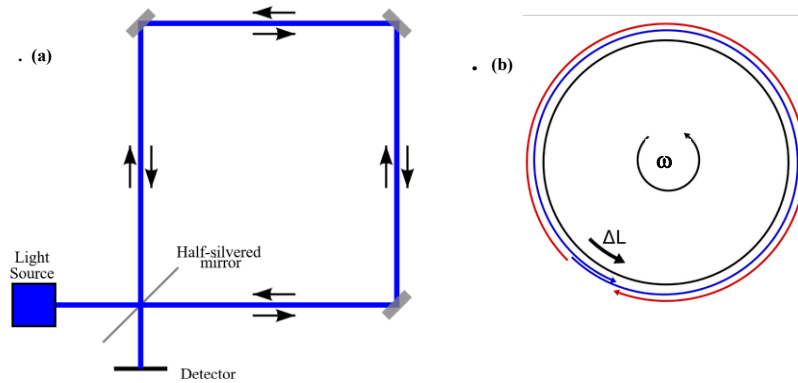 . (a)
Half-silvered
mirror
Light
Source
Detector
. (b)
ω
ΔL